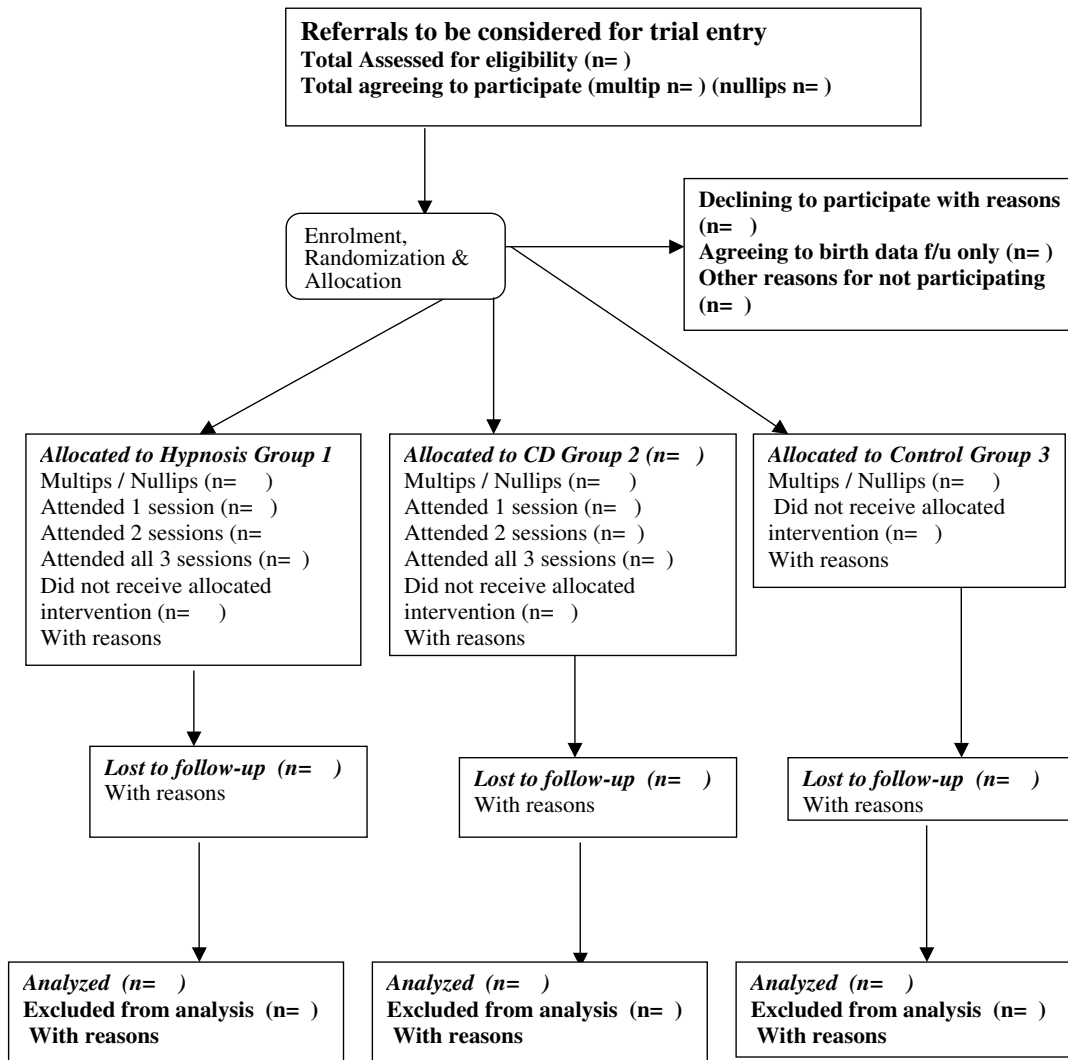 Referrals to be considered for trial entry
Total Assessed for eligibility (n= )
Total agreeing to participate (multip n= ) (nullips n= )
Enrolment,
Randomization &
Allocation
Declining to participate with reasons
(n=   )
Agreeing to birth data f/u only (n= )
Other reasons for not participating
(n=  )
Allocated to Hypnosis Group 1
Multips / Nullips (n=     )
Attended 1 session (n=   )
Attended 2 sessions (n=
Attended all 3 sessions (n=  )
Did not receive allocated
intervention (n=     )
With reasons
Allocated to CD Group 2 (n=   )
Multips / Nullips (n=     )
Attended 1 session (n=   )
Attended 2 sessions (n=  )
Attended all 3 sessions (n=  )
Did not receive allocated
intervention (n=   )
With reasons
Allocated to Control Group 3
Multips / Nullips (n=     )
Did not receive allocated
intervention (n=   )
With reasons
Lost to follow-up  (n=    )
With reasons
Lost to follow-up  (n=    )
With reasons
Lost to follow-up  (n=    )
With reasons
Analyzed  (n=    )
Excluded from analysis  (n=  )
With reasons
Analyzed  (n=    )
Excluded from analysis  (n=  )
With reasons
Analyzed  (n=    )
Excluded from analysis  (n=  )
With reasons